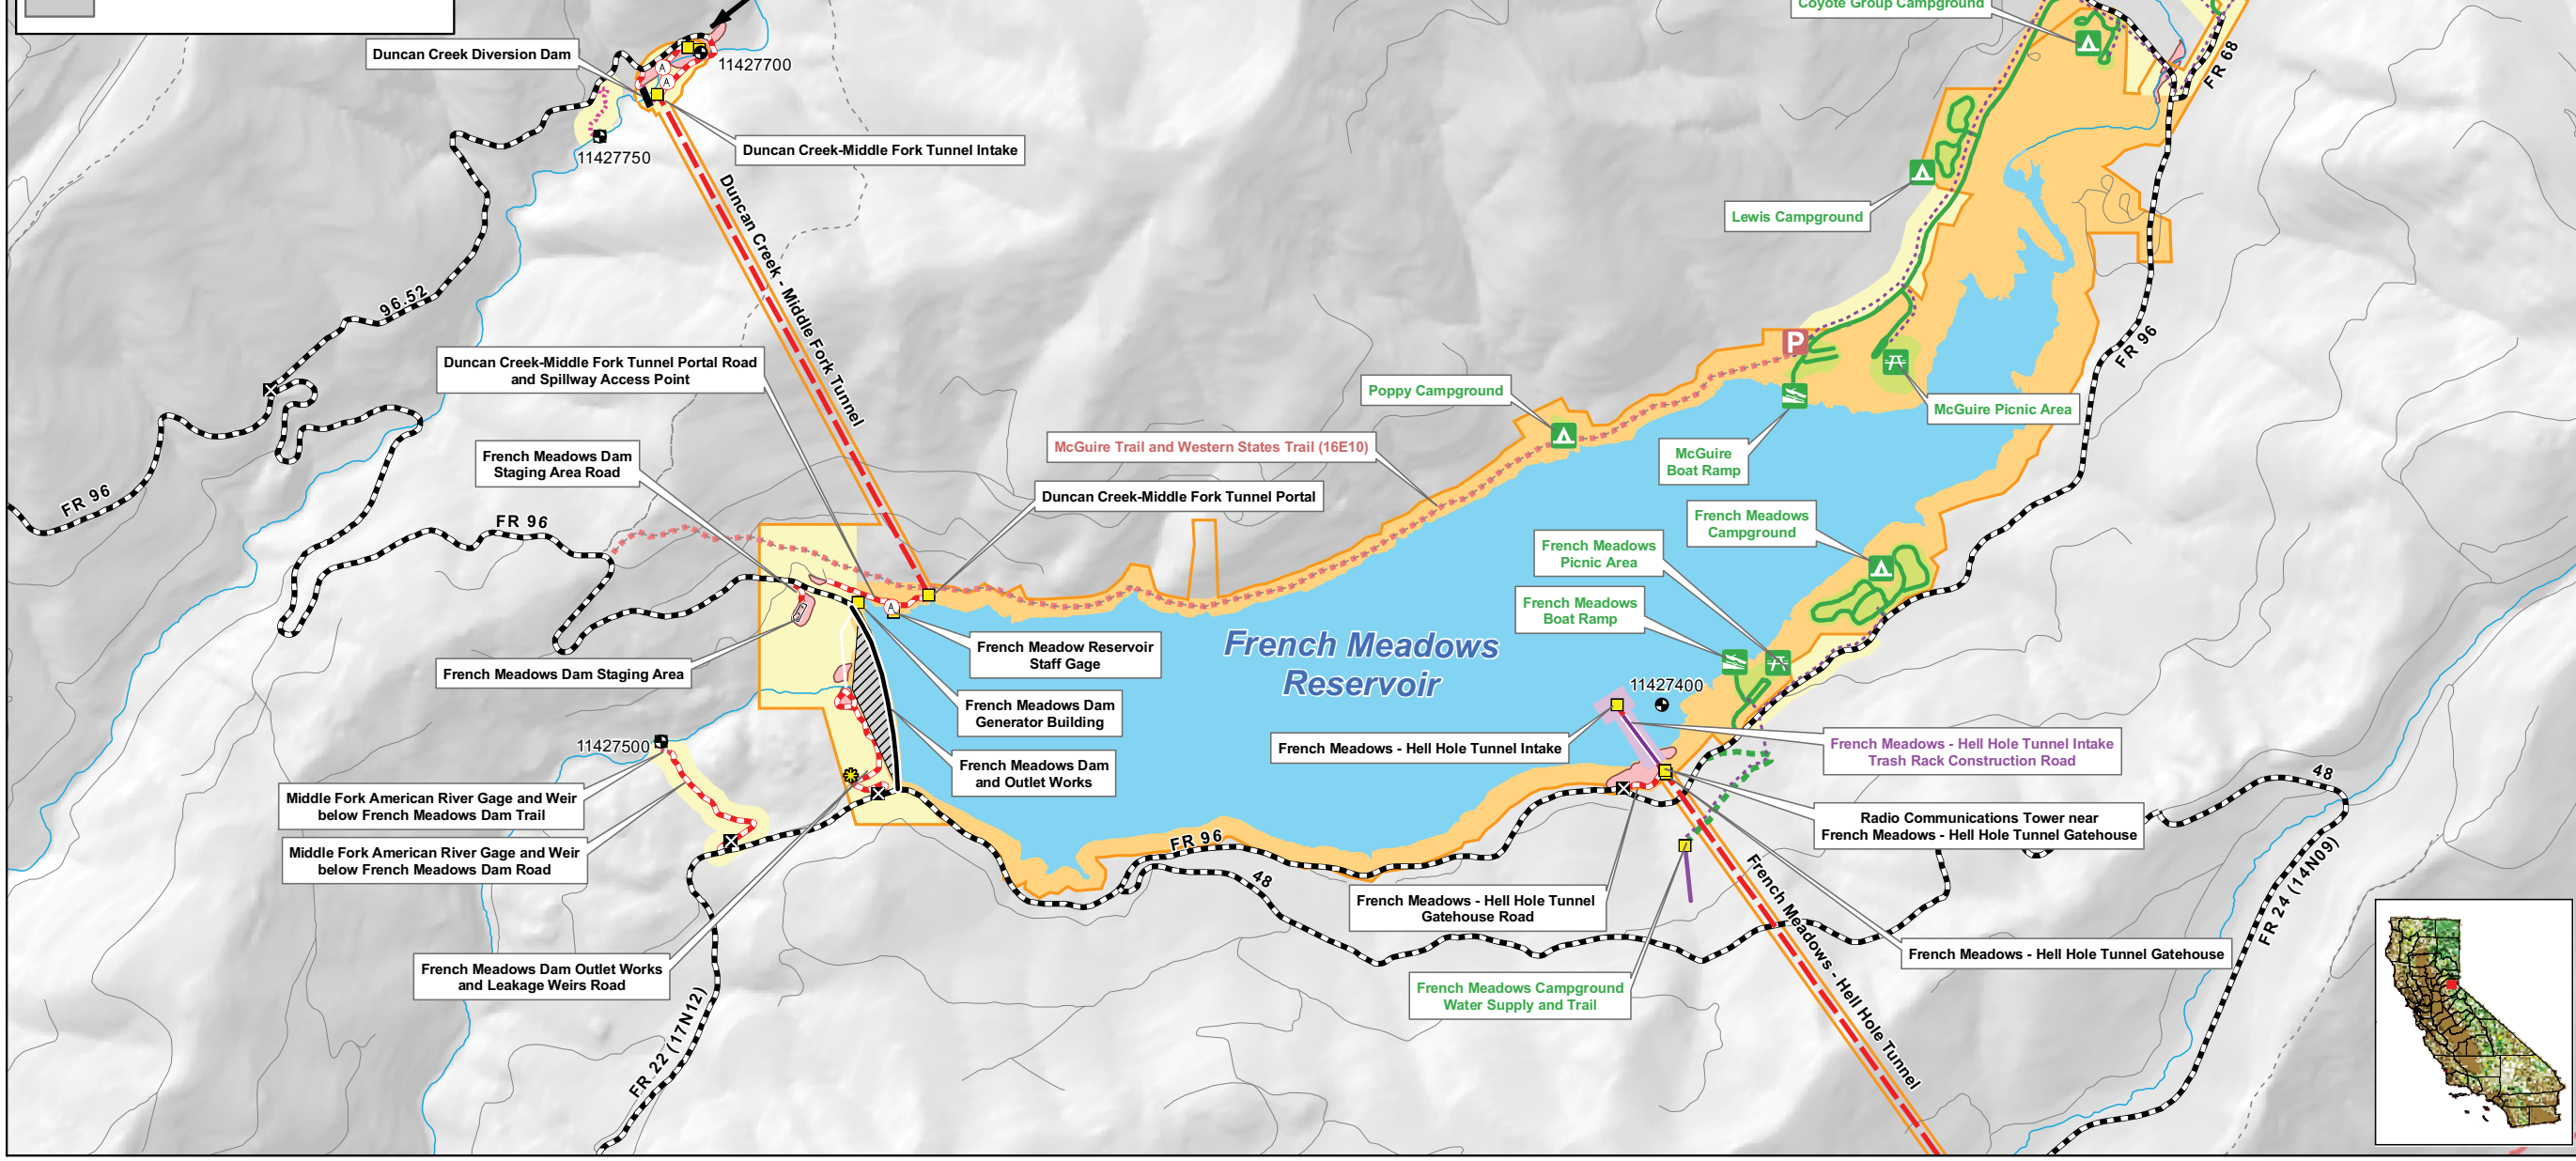 Coyote Group Campground
FR 68
Duncan Creek Diversion Dam
11427700
A
A
11427750
Duncan Creek-Middle Fork Tunnel Intake
Duncan Creek - Middle Fork Tunnel
Lewis Campground
96.52
FR 96
P
Duncan Creek-Middle Fork Tunnel Portal Road
and Spillway Access Point
Poppy Campground
McGuire Picnic Area
McGuire Trail and Western States Trail (16E10)
McGuire
Boat Ramp
French Meadows Dam
Staging Area Road
Duncan Creek-Middle Fork Tunnel Portal
FR 96
FR 96
French Meadows
Campground
French Meadows
Picnic Area
French Meadows
Boat Ramp
A
French Meadows
Reservoir
French Meadow Reservoir
Staff Gage
French Meadows Dam Staging Area
11427400
French Meadows Dam
Generator Building
11427500
French Meadows - Hell Hole Tunnel Intake
French Meadows - Hell Hole Tunnel Intake
Trash Rack Construction Road
French Meadows Dam
and Outlet Works
48
Middle Fork American River Gage and Weir
below French Meadows Dam Trail
Radio Communications Tower near
French Meadows - Hell Hole Tunnel Gatehouse
FR 96
Middle Fork American River Gage and Weir
below French Meadows Dam Road
48
French Meadows - Hell Hole Tunnel
Gatehouse Road
French Meadows - Hell Hole Tunnel
FR 24 (14N09)
French Meadows - Hell Hole Tunnel Gatehouse
French Meadows Dam Outlet Works
and Leakage Weirs Road
French Meadows Campground
Water Supply and Trail
FR 22 (17N12)